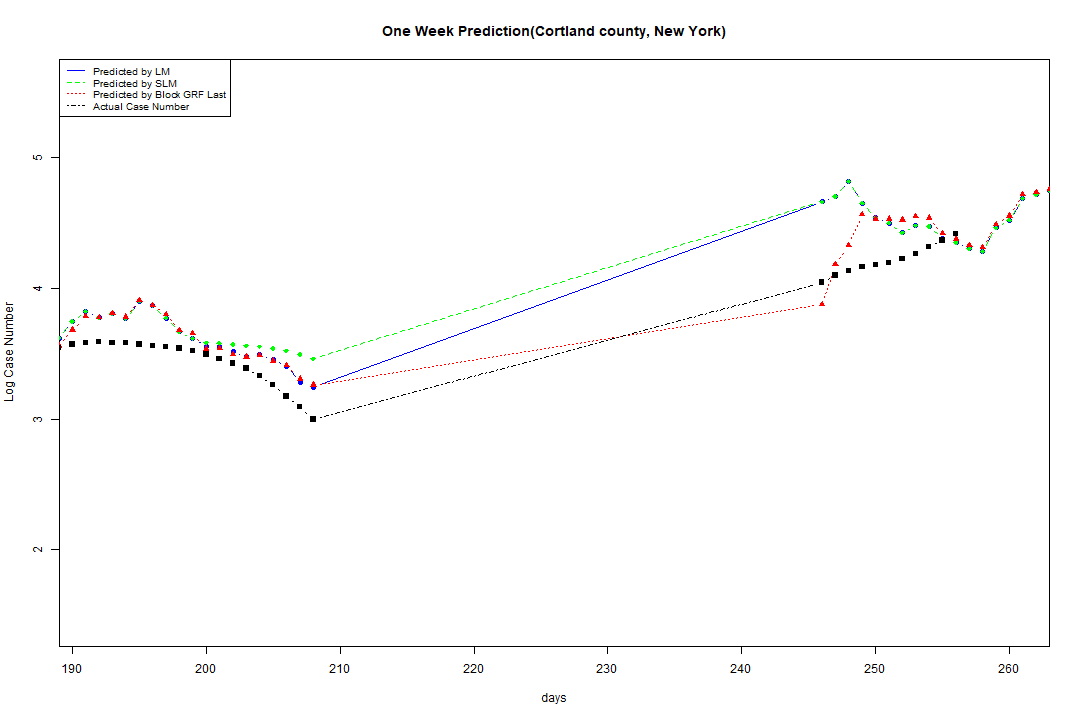 One Week Prediction(Cortland county, New York)
Predicted by LM
Predicted by SLM
Predicted by Block GRF Last
Actual Case Number
Log Case Number
5
4
3
2
190 200 210 220 230 240 250 260
days